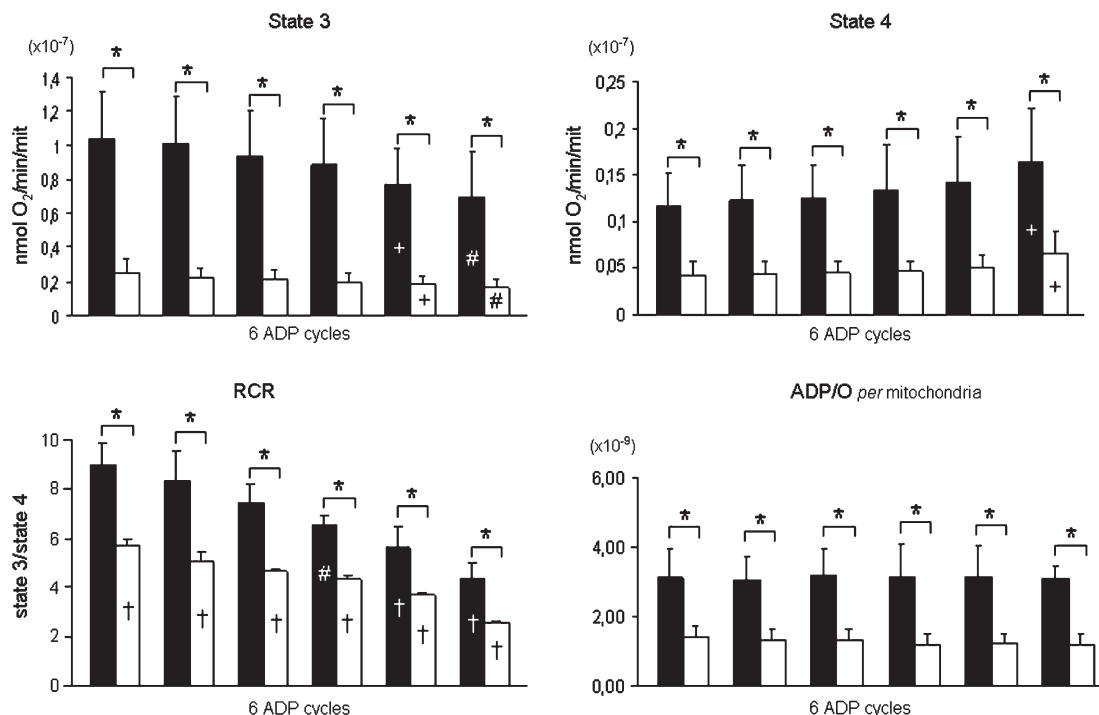 State 3
(x10-7)
nmol O2/min/mit
1,4
1,2
1
0,8
0,6
0,4
0,2
0
* * * * * *
+ + # #
6 ADP cycles
State 4
(x10-7)
nmol O2/min/mit
0,25
0,2
0,15
0,1
0,05
0
* * * * * *
+ +
6 ADP cycles
RCR
state 3/state 4
10
8
6
4
2
0
* * * * * *
† † † # † † † † †
6 ADP cycles
ADP/O per mitochondria
(x10-9)
6,00
4,00
2,00
0,00
* * * * * *
6 ADP cycles